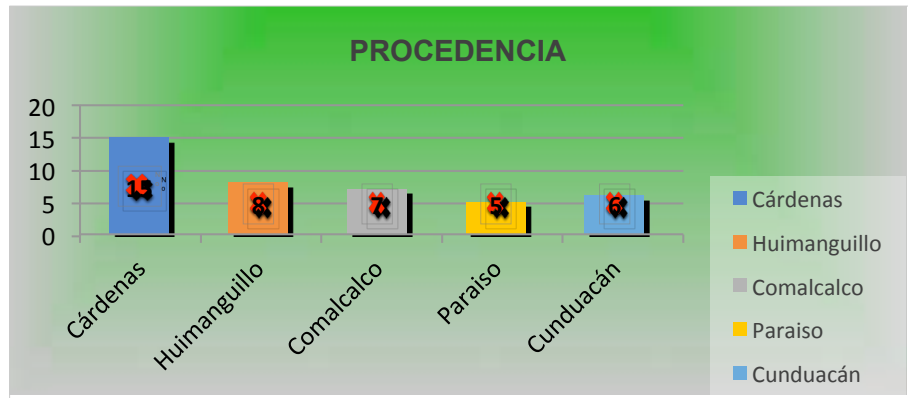 PROCEDENCIA
20
15
10
5
0
15
N
o
8
7
5
6
Cárdenas
Huimanguillo
Comalcalco
Paraiso
Cunduacán
Cárdenas
Huimanguillo
Comalcalco
Paraiso
Cunduacán